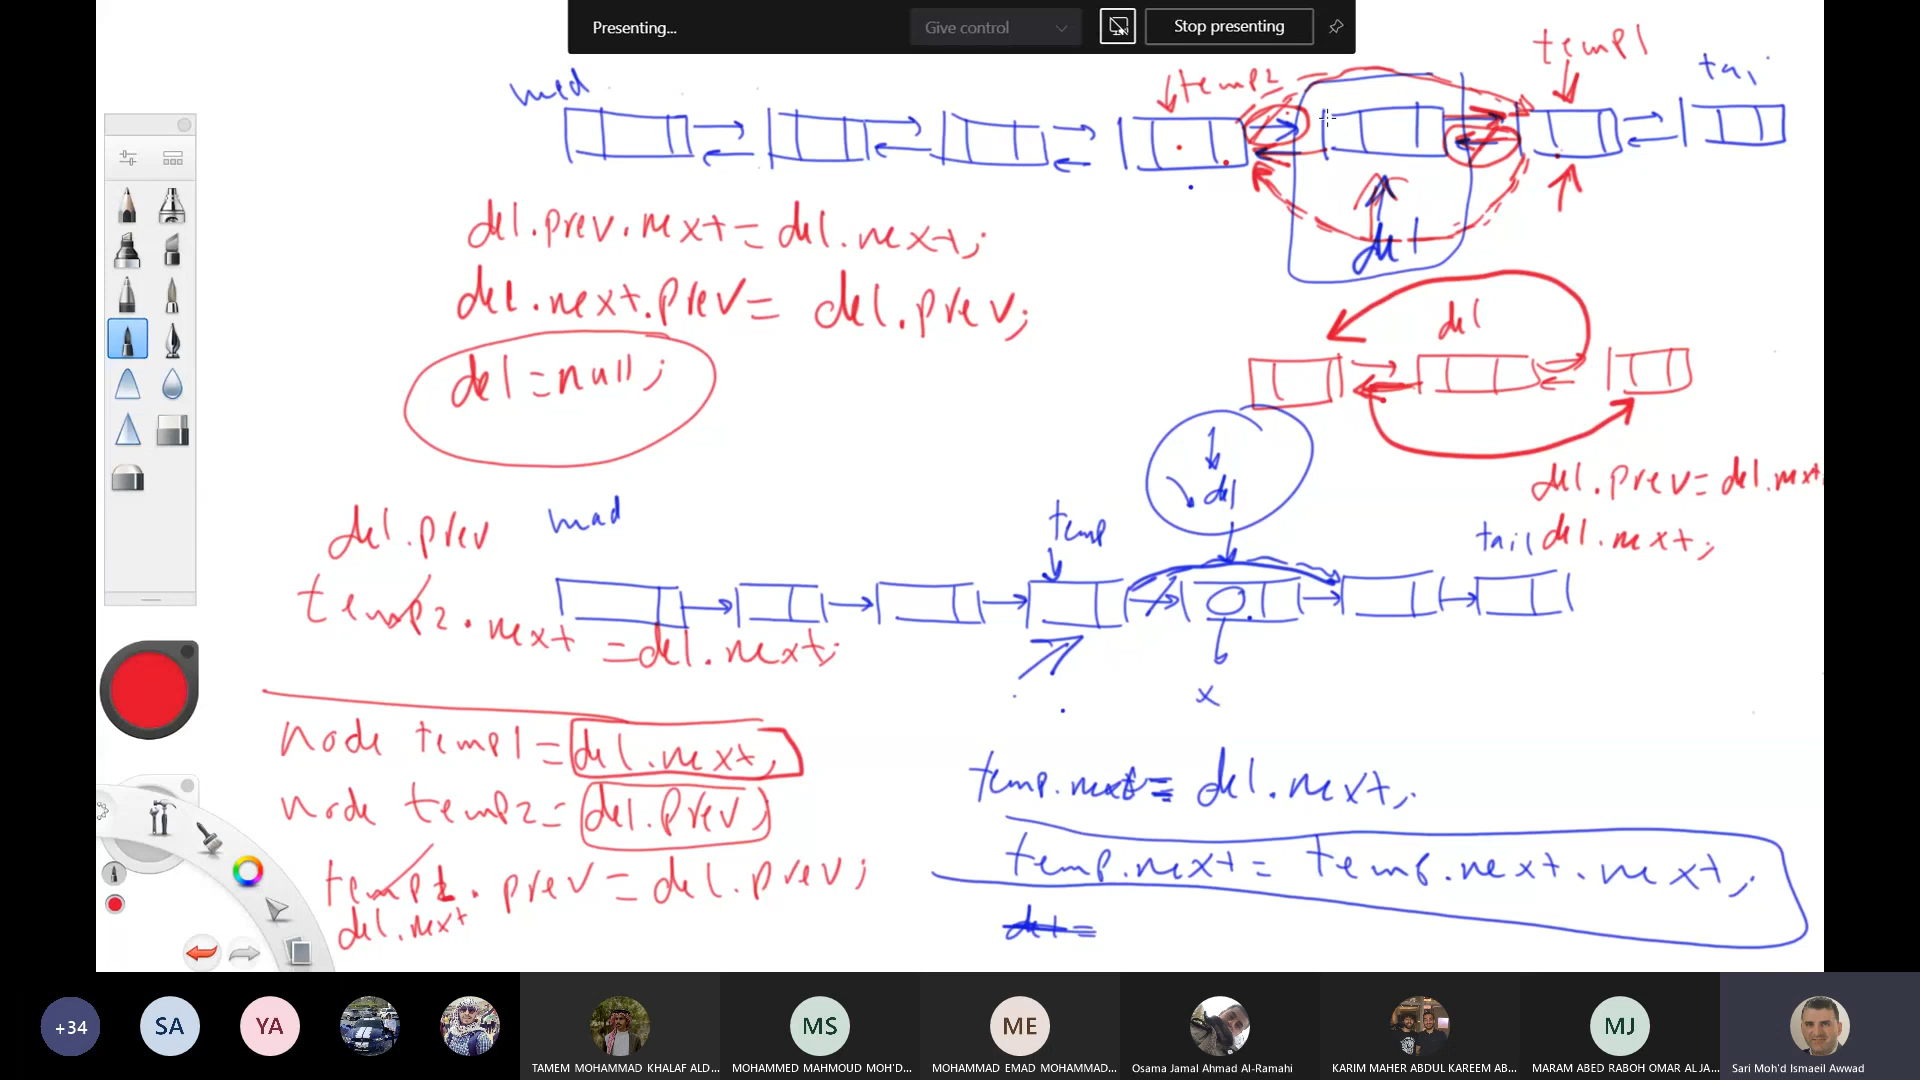 Presenting...
Give control
Stop presenting
temp1
tai
temp2
del
del.prev.next = del.next;
del.next.prev = del.prev;
del = null;
del
del
del.prev = del.next
del.next;
tail
temp
del.prev
temp2.next = del.next;
x
node temp1 = del.next;
node temp2 = del.prev;
temp1.prev = del.prev;
del.next
temp.next = del.next;
temp.next = temp.next.next;
+34
SA
YA
MS
ME
MJ
TAMEM MOHAMMAD KHALAF ALD...
MOHAMMED MAHMOUD MOH'D...
MOHAMMAD EMAD MOHAMMAD...
Osama Jamal Ahmad Al-Ramahi
KARIM MAHER ABDUL KAREEM AB...
MARAM ABED RABOH OMAR AL JA...
Sari Moh'd Ismaeil Awwad